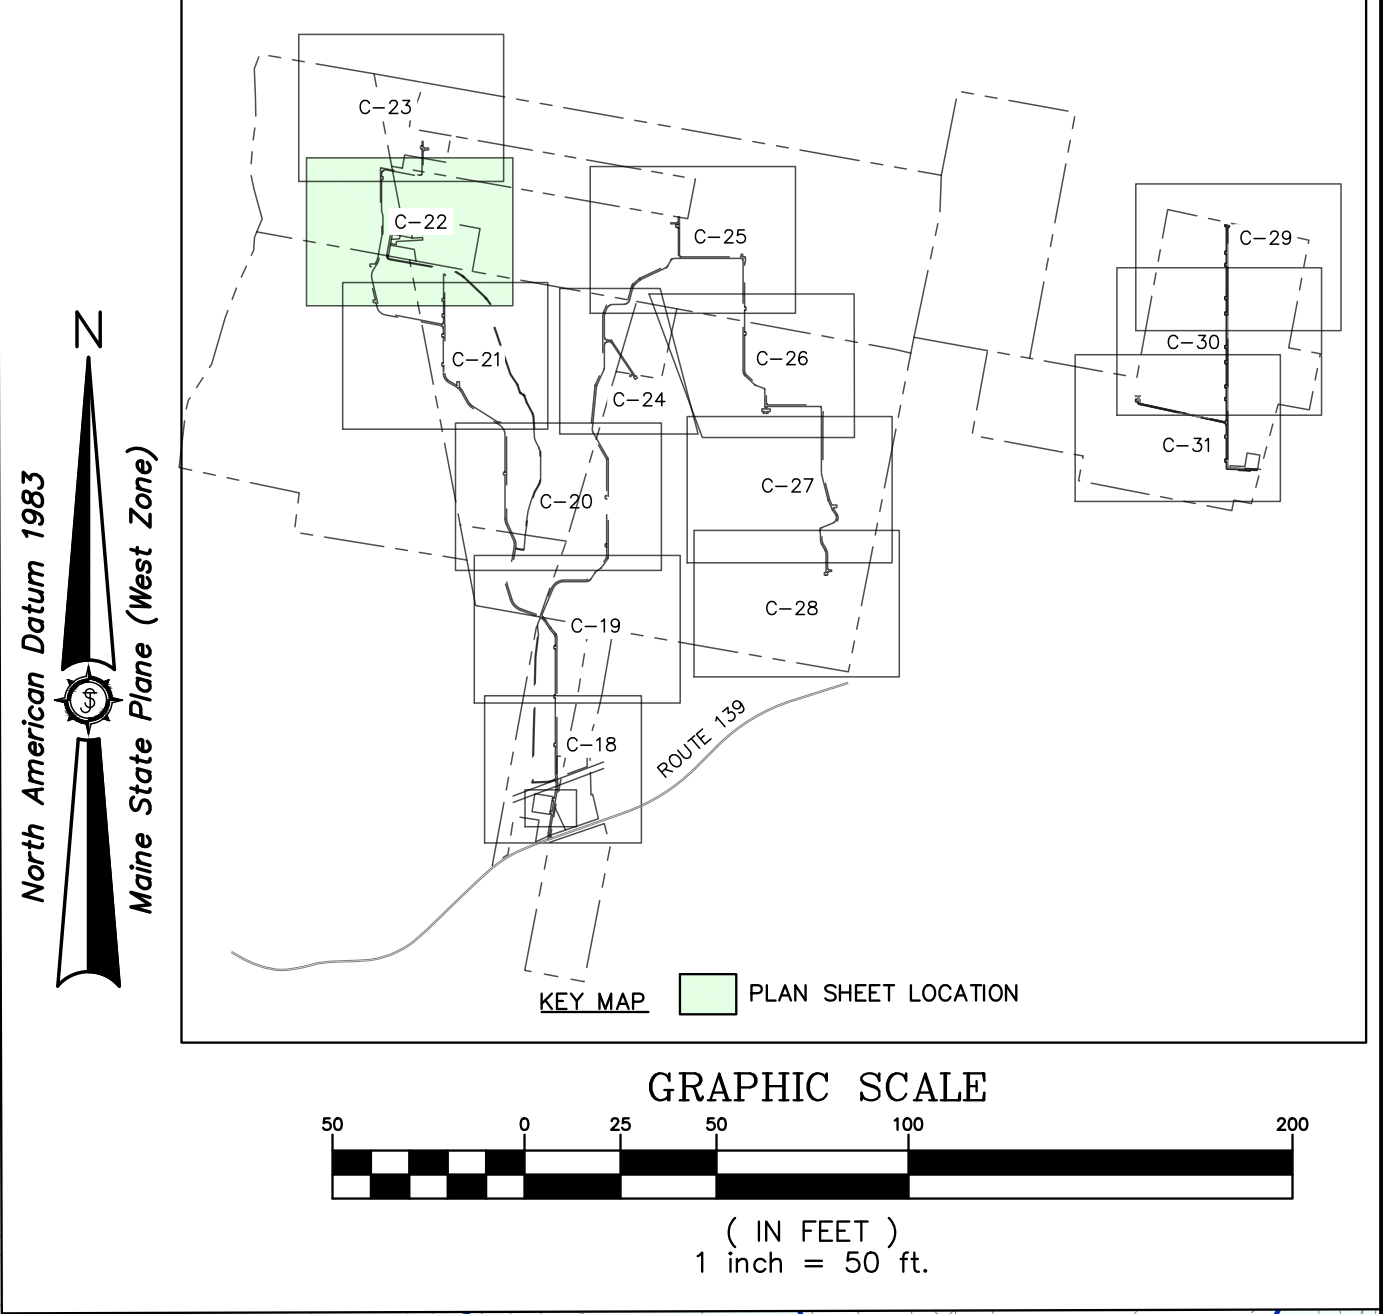 C-23
C-22
C-25
C-29
C-30
C-21
C-26
C-24
C-31
C-27
C-20
C-28
C-19
C-18
ROUTE 139
KEY MAP
PLAN SHEET LOCATION
N
North American Datum 1983
Maine State Plane (West Zone)
GRAPHIC SCALE
50 0 25 50 100 200
( IN FEET )
1 inch = 50 ft.